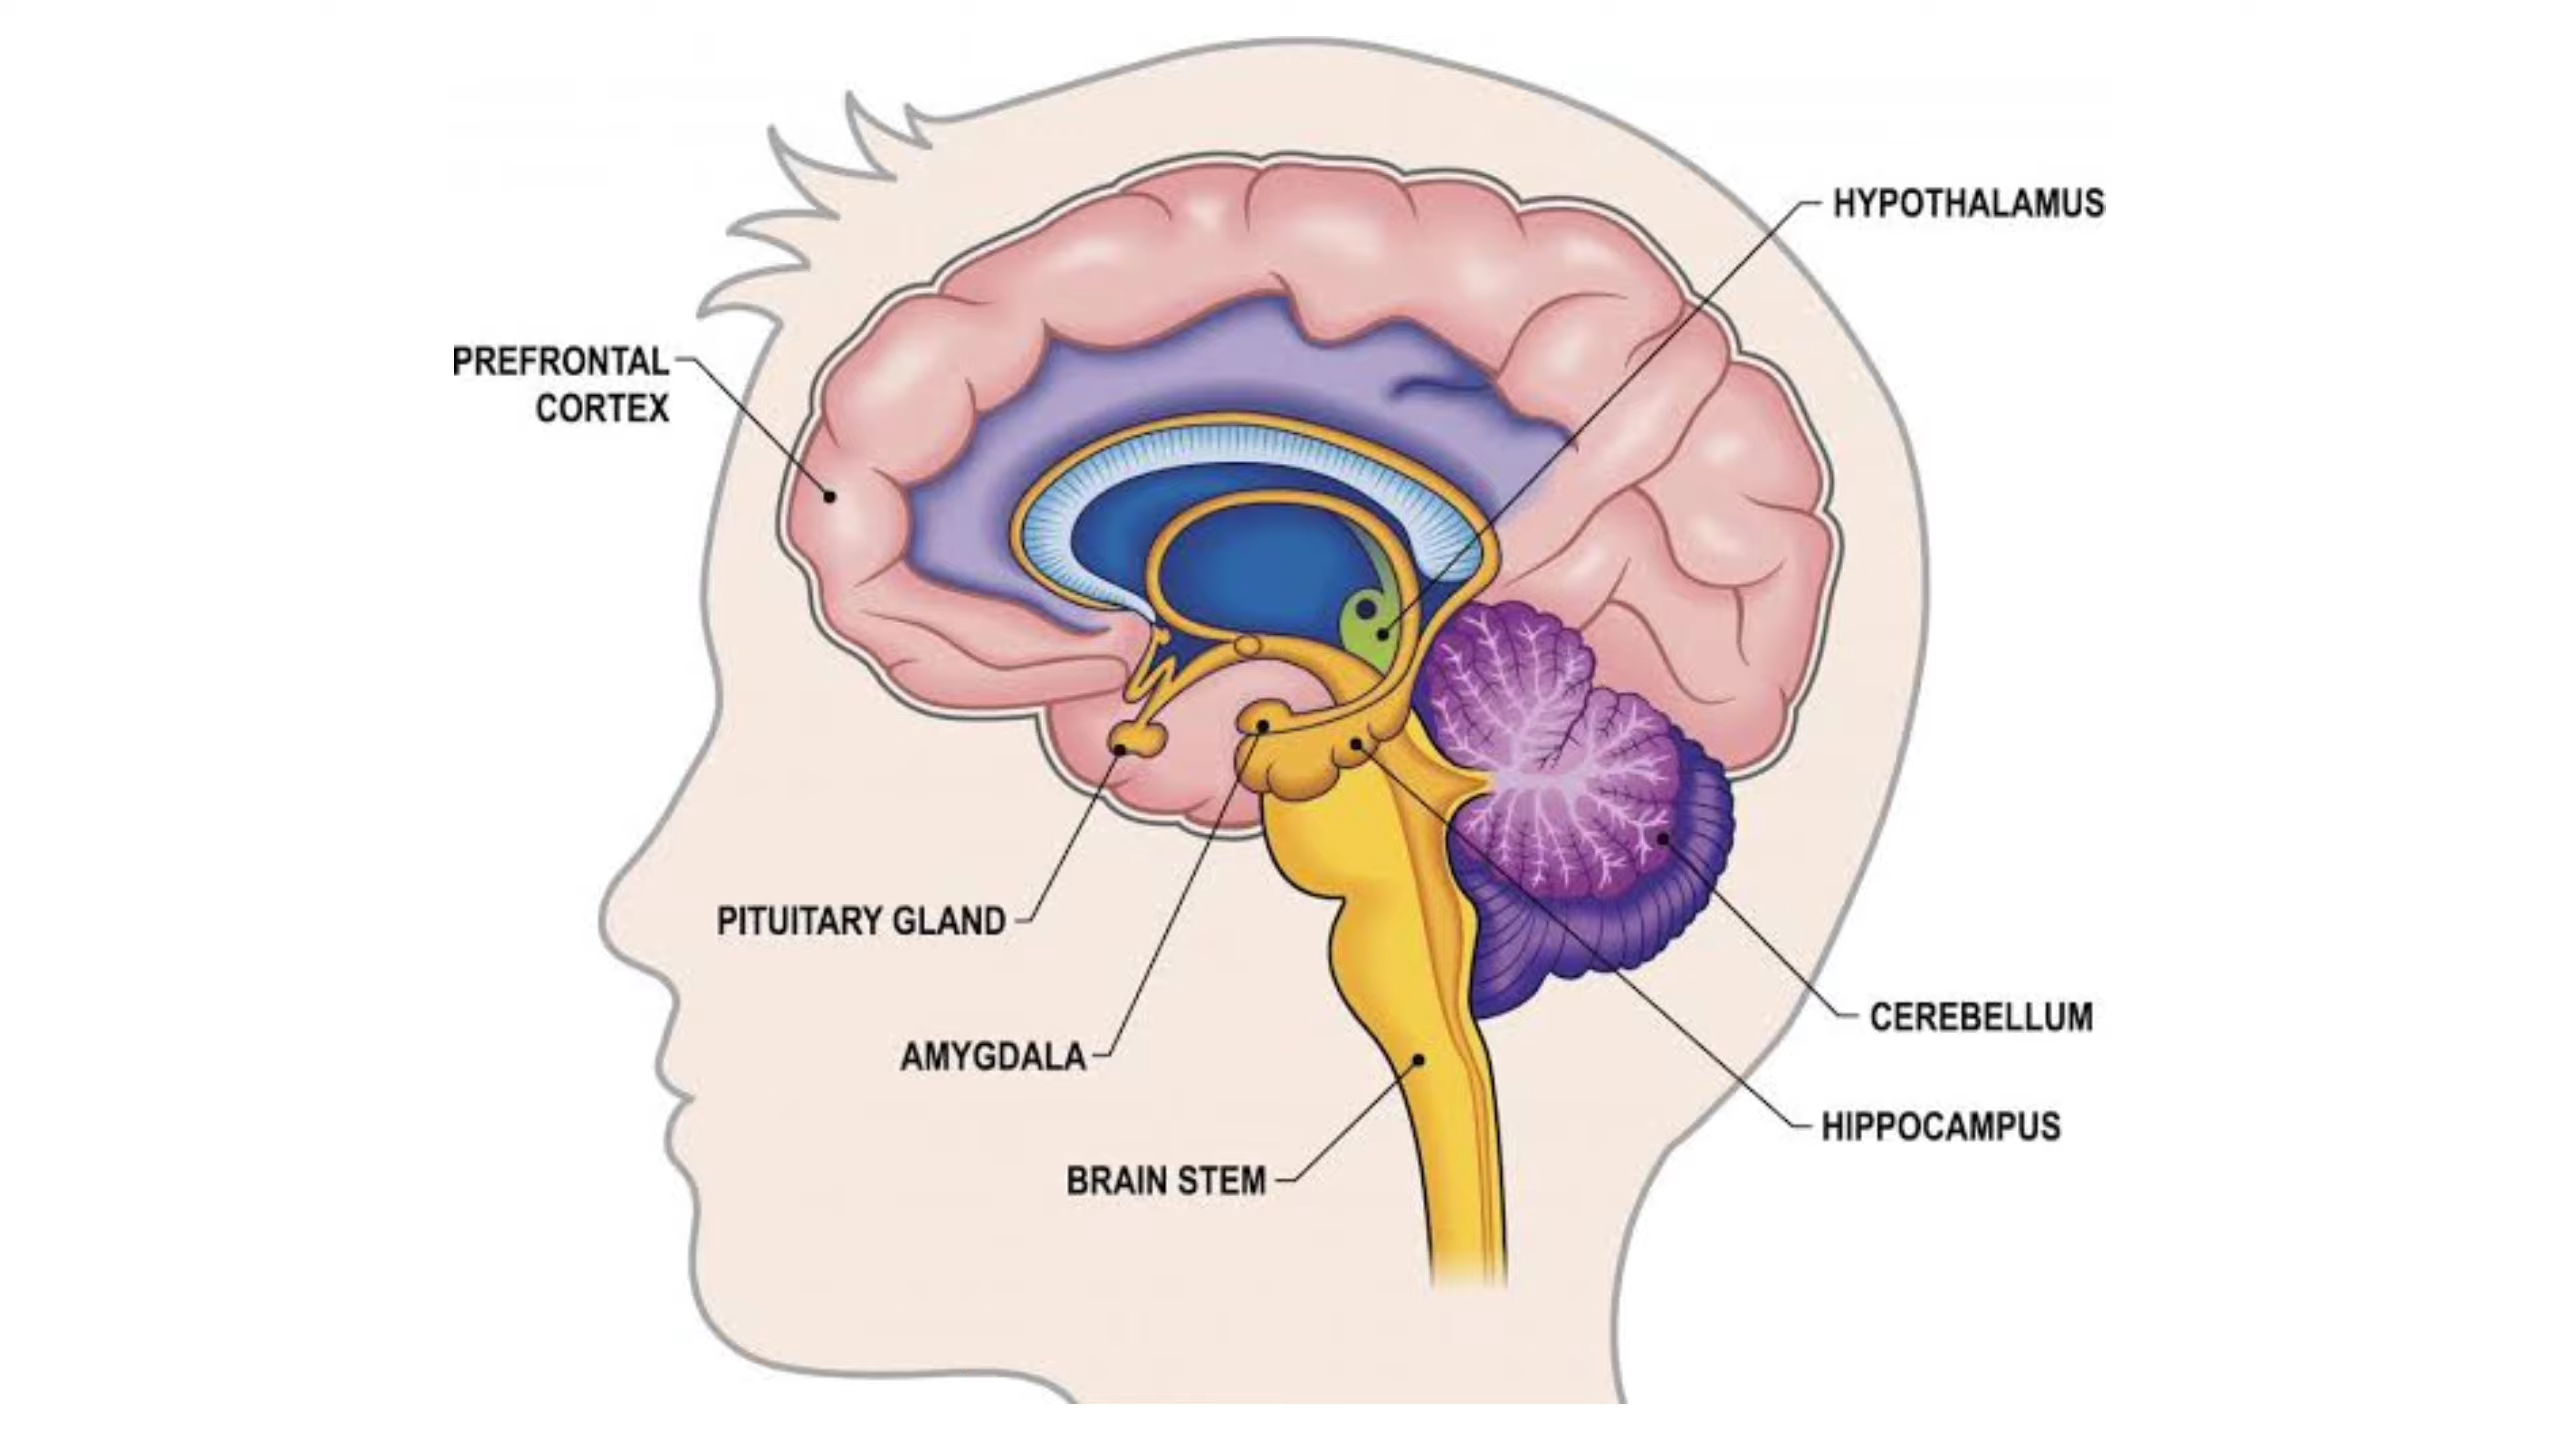 HYPOTHALAMUS
PREFRONTAL
CORTEX
PITUITARY GLAND
CEREBELLUM
AMYGDALA
HIPPOCAMPUS
BRAIN STEM